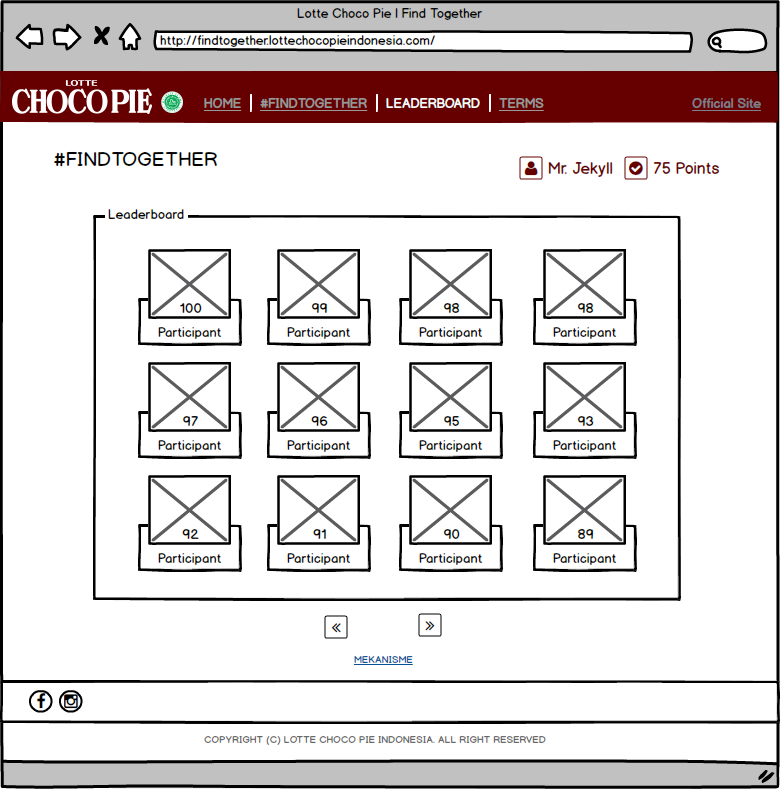 Lotte Choco Pie | Find Together
http://findtogether.lottechocopieindonesia.com/
LOTTE
CHOCO PIE
HOME | #FINDTOGETHER | LEADERBOARD | TERMS
Official Site
#FINDTOGETHER
Mr. Jekyll
75 Points
Leaderboard
100 99 98 98
Participant Participant Participant Participant
97 96 95 93
Participant Participant Participant Participant
92 91 90 89
Participant Participant Participant Participant
« »
MEKANISME
COPYRIGHT (C) LOTTE CHOCO PIE INDONESIA. ALL RIGHT RESERVED